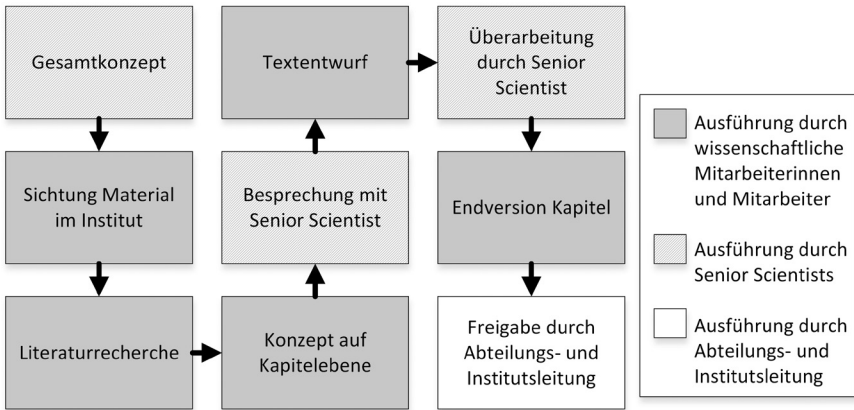 Gesamtkonzept
Sichtung Material
im Institut
Literaturrecherche
Konzept auf
Kapitelebene
Besprechung mit
Senior Scientist
Textentwurf
Überarbeitung
durch Senior
Scientist
Endversion Kapitel
Freigabe durch
Abteilungs- und
Institutsleitung
Ausführung durch
wissenschaftliche
Mitarbeiterinnen
und Mitarbeiter
Ausführung durch
Senior Scientists
Ausführung durch
Abteilungs- und
Institutsleitung